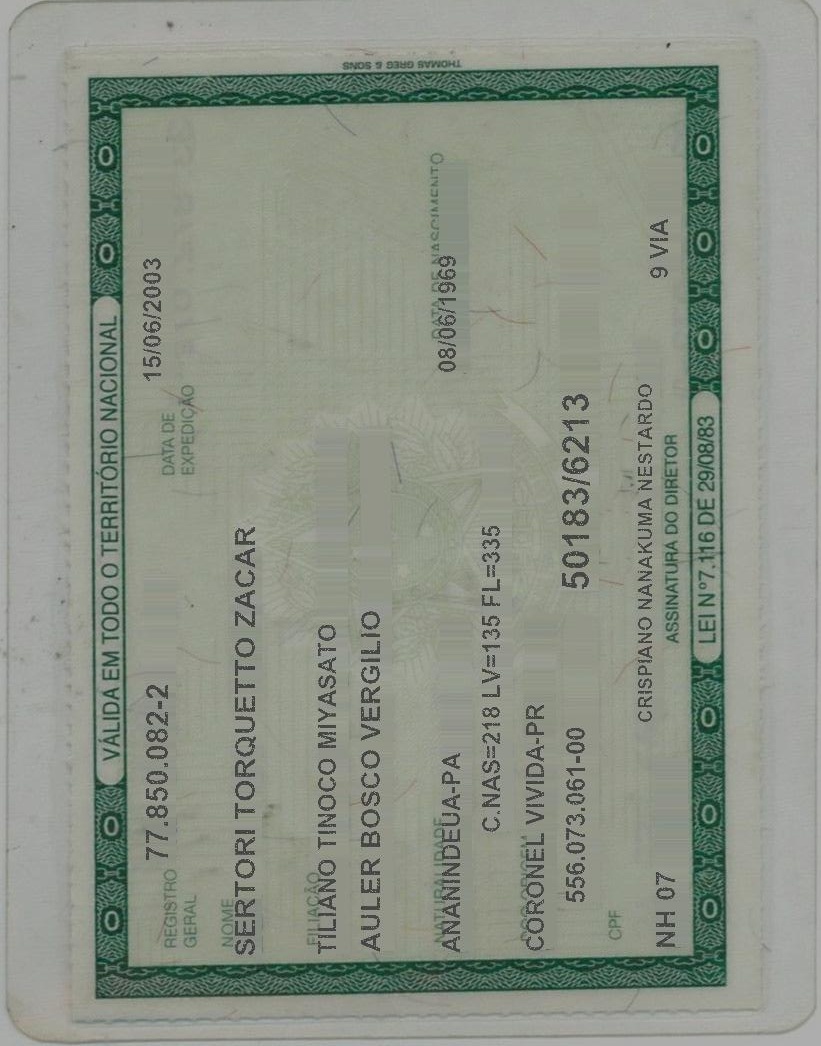 VÁLIDA EM TODO O TERRITÓRIO NACIONAL
REGISTRO GERAL 77.850.082-2 DATA DE EXPEDIÇÃO 15/06/2003
NOME
SERTORI TORQUETTO ZACAR
FILIAÇÃO
TILIANO TINOCO MIYASATO
AULER BOSCO VERGILIO
NATURALIDADE DATA DE NASCIMENTO
ANANINDEUA-PA 08/06/1969
C.NAS=218 LV=135 FL=335
DOC ORIGEM
CORONEL VIVIDA-PR
556.073.061-00 50183/6213
CPF
CRISPIANO NANAKUMA NESTARDO
NH 07 9 VIA
ASSINATURA DO DIRETOR
LEI Nº7.116 DE 29/08/83
THOMAS GREG & SONS